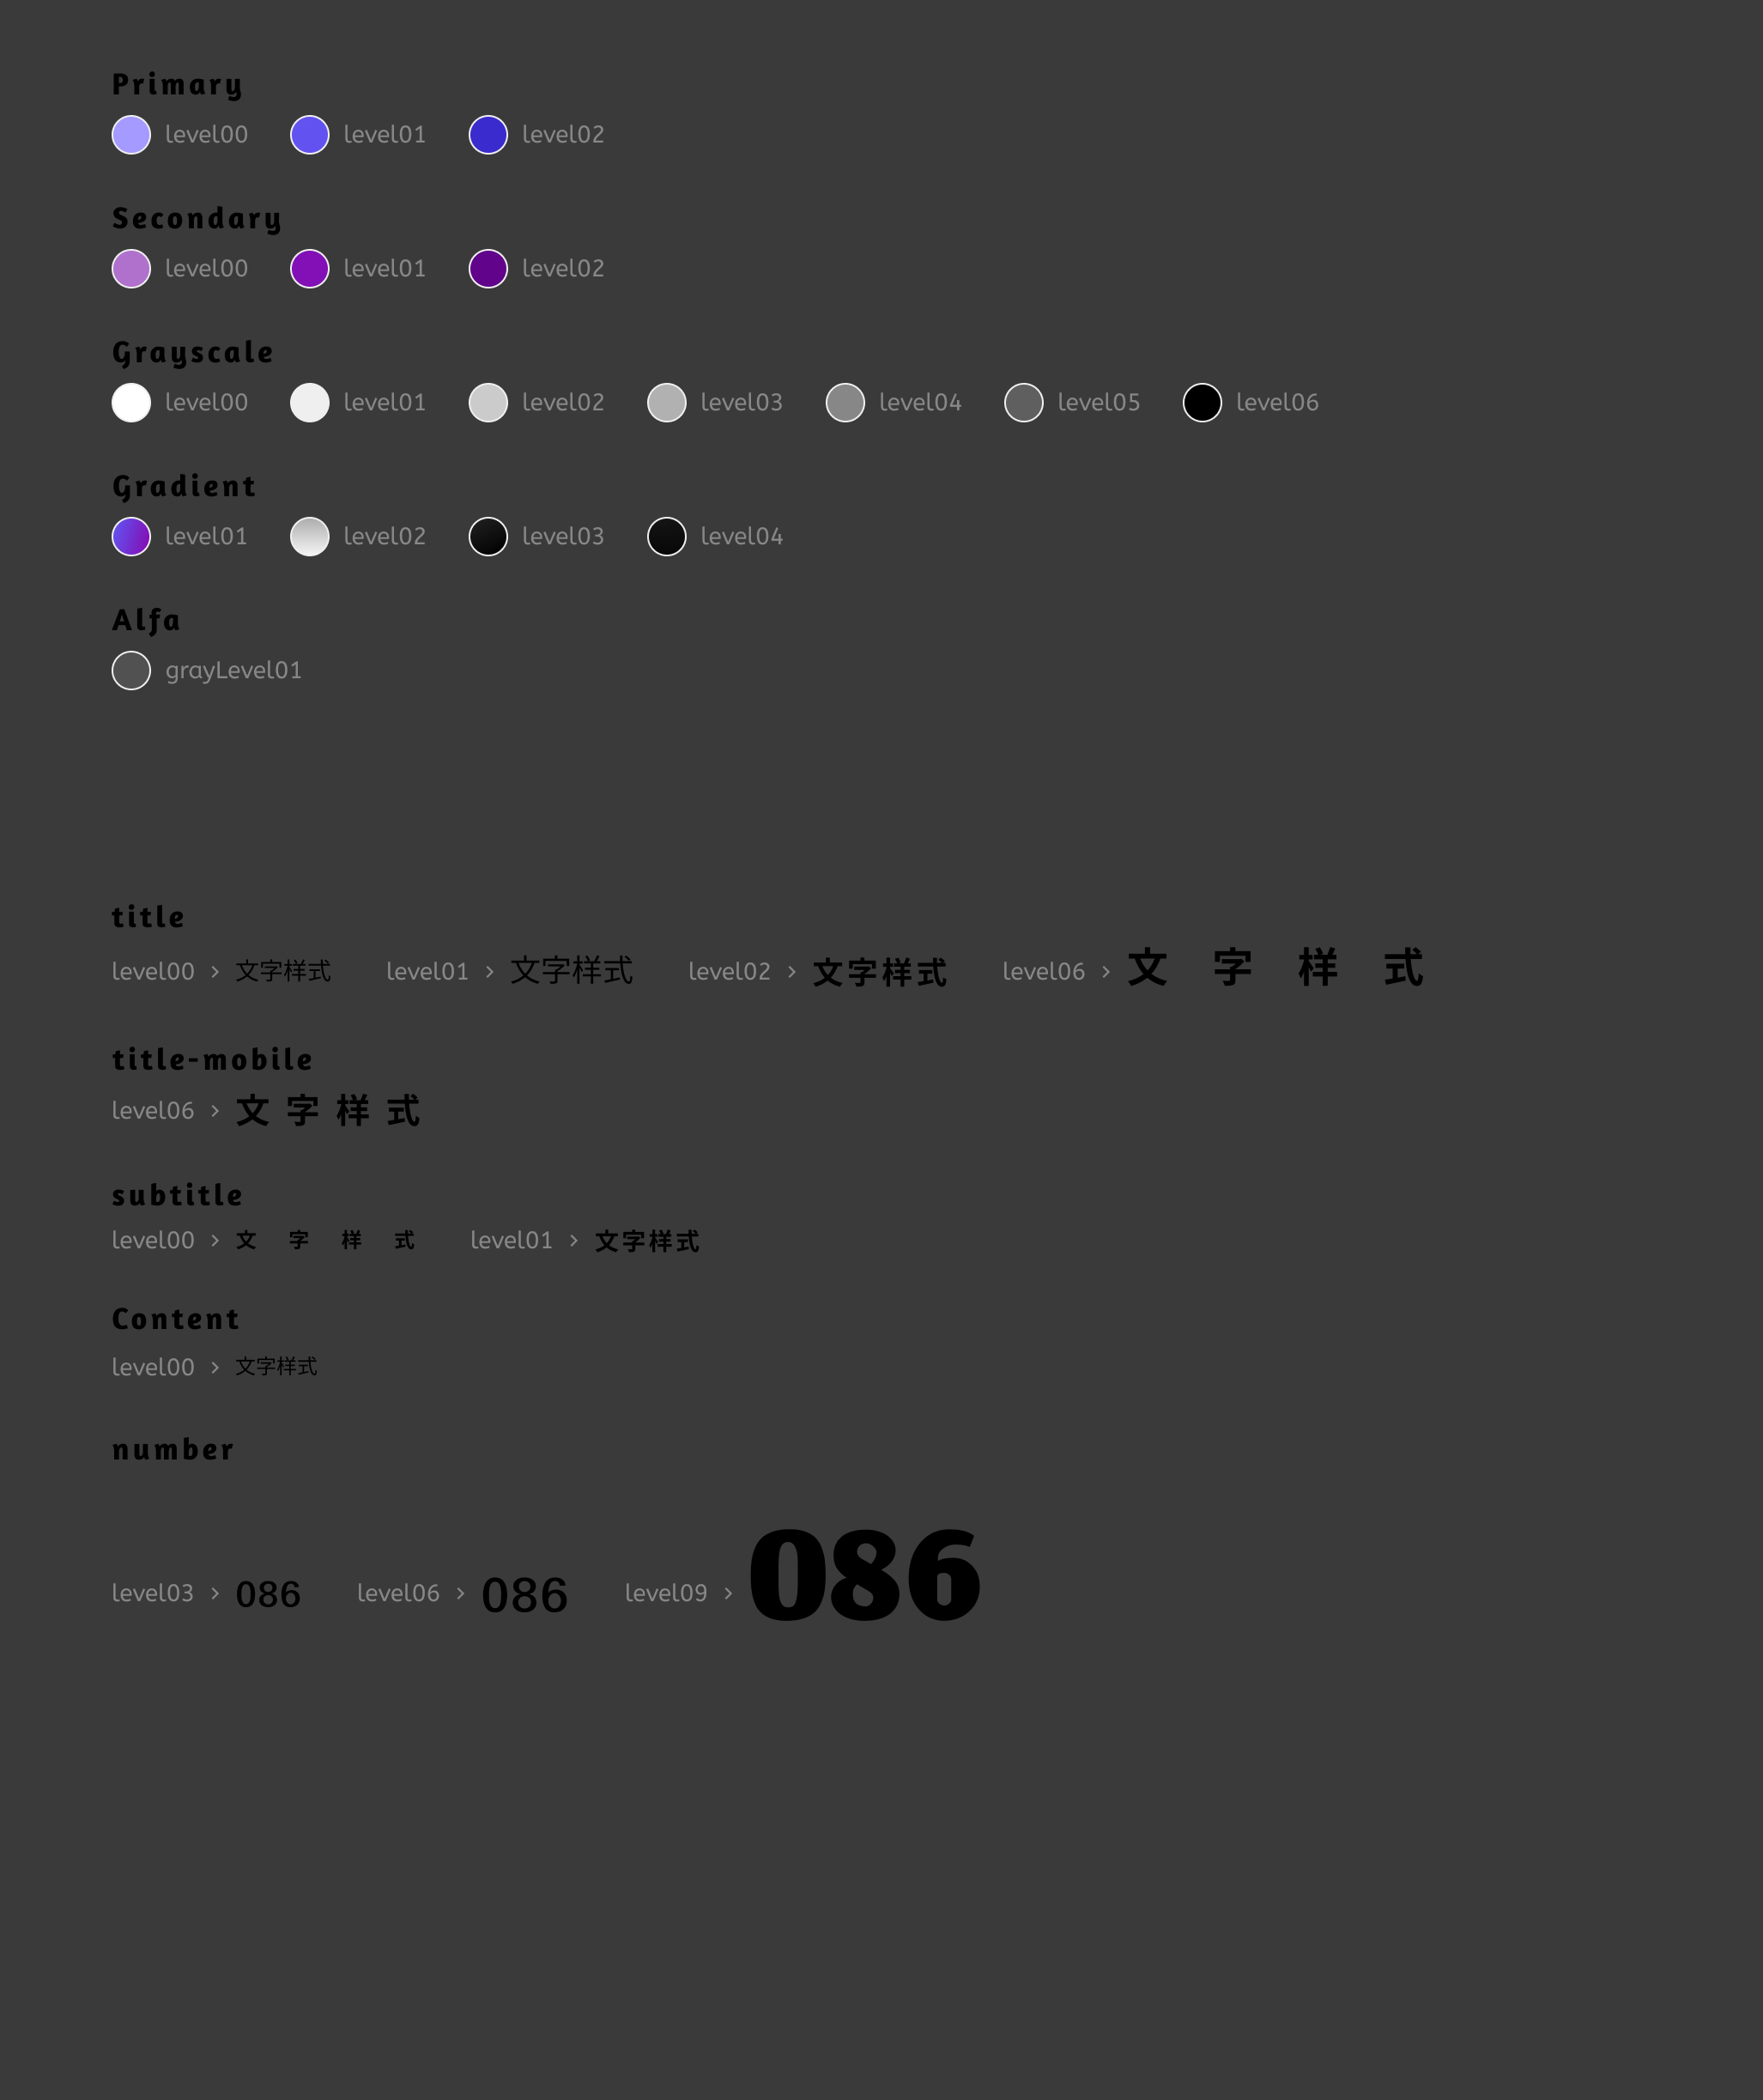 Primary
level00 level01 level02
Secondary
level00 level01 level02
Grayscale
level00 level01 level02 level03 level04 level05 level06
Gradient
level01 level02 level03 level04
Alfa
grayLevel01
title
level00 > 文字样式 level01 > 文字样式 level02 > 文字样式 level06 > 文字样式
title-mobile
level06 > 文字样式
subtitle
level00 > 文字样式 level01 > 文字样式
Content
level00 > 文字样式
number
level03 > 086 level06 > 086 level09 > 086